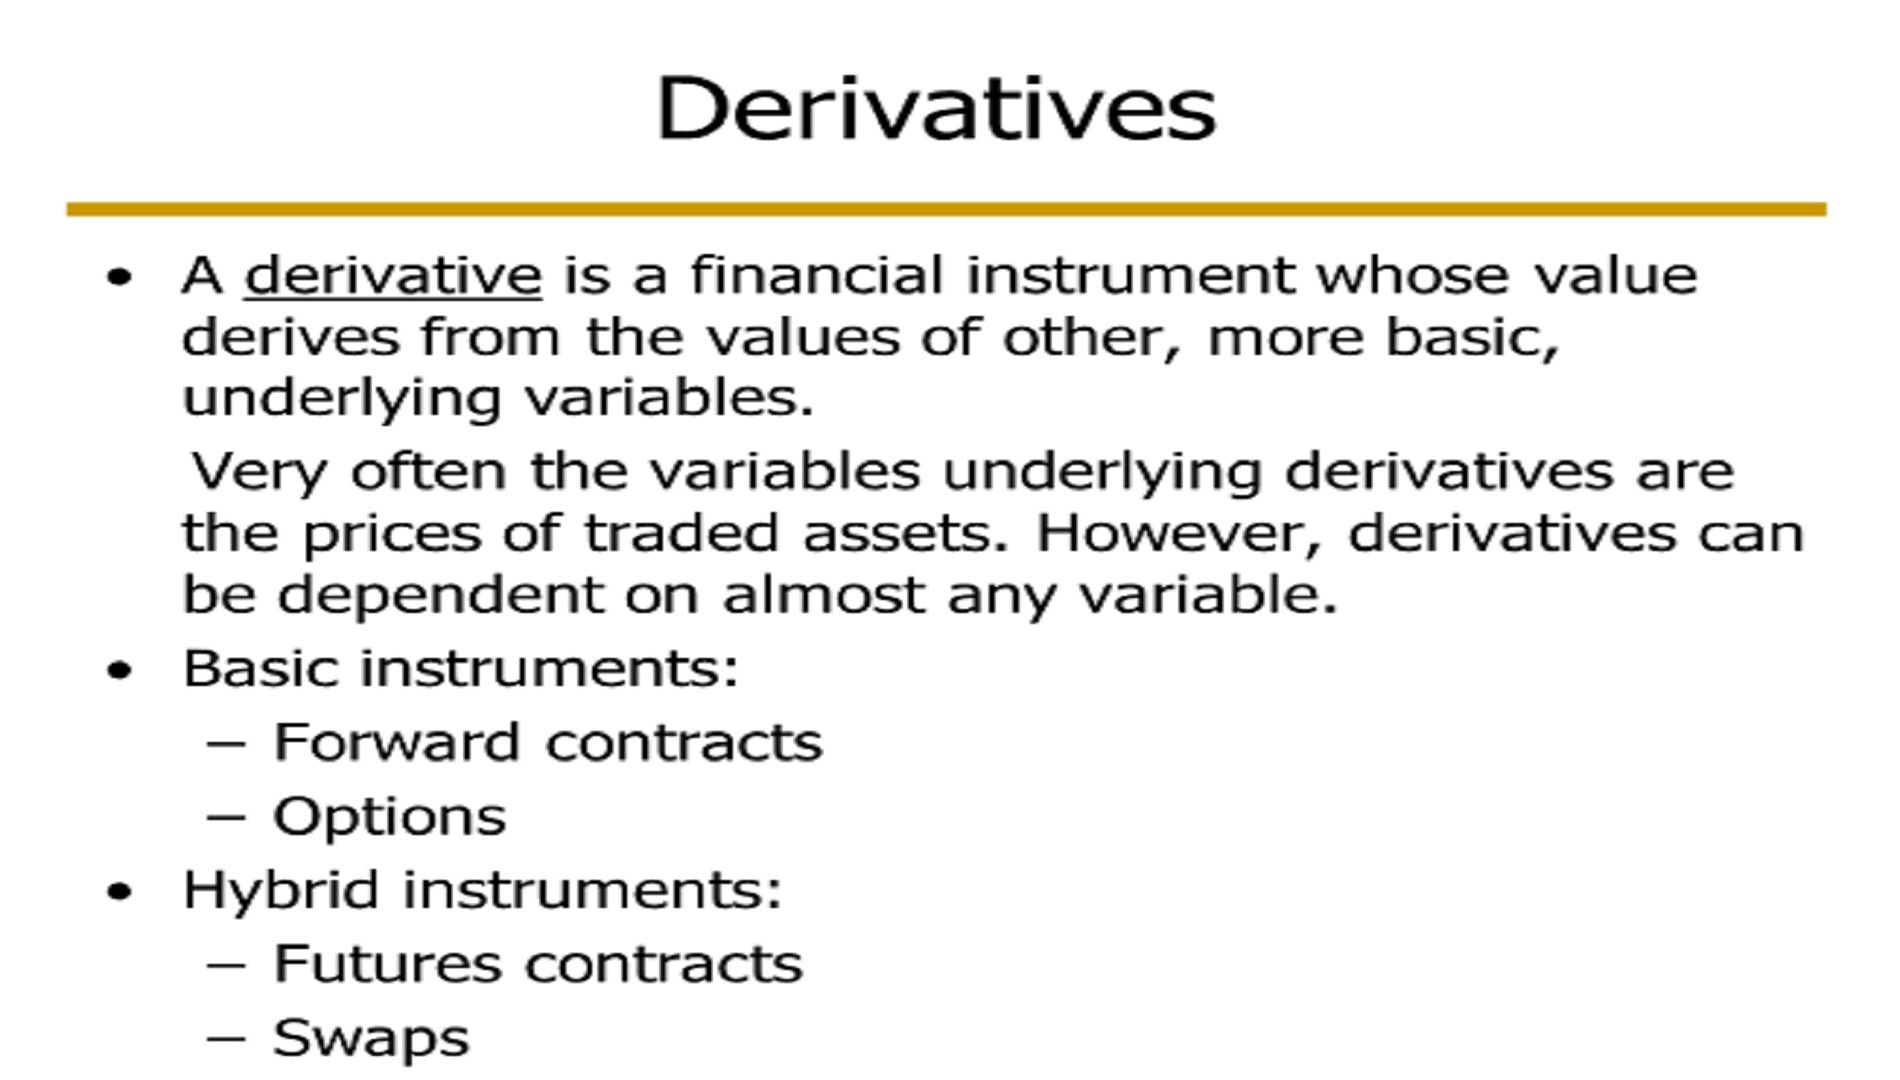 Derivatives
• A derivative is a financial instrument whose value
derives from the values of other, more basic,
underlying variables.
Very often the variables underlying derivatives are
the prices of traded assets. However, derivatives can
be dependent on almost any variable.
• Basic instruments:
– Forward contracts
– Options
• Hybrid instruments:
– Futures contracts
– Swaps